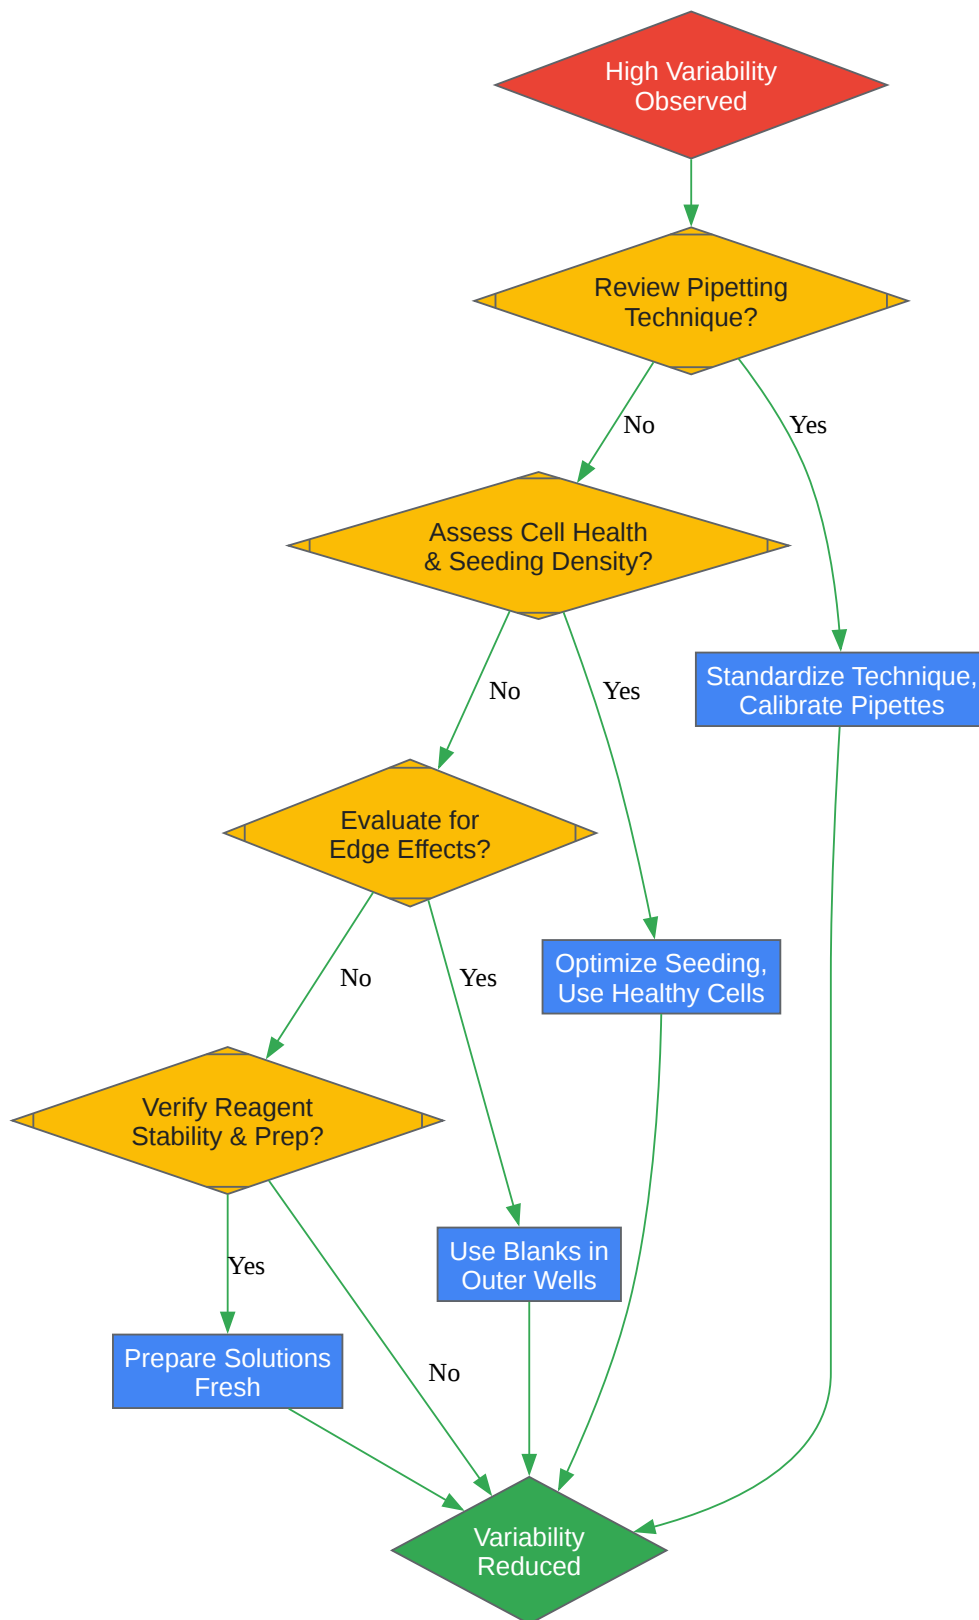 High Variability
Observed
Review Pipetting
Technique?
No
Yes
Assess Cell Health
& Seeding Density?
No
Yes
Standardize Technique,
Calibrate Pipettes
Evaluate for
Edge Effects?
No
Yes
Optimize Seeding,
Use Healthy Cells
Verify Reagent
Stability & Prep?
Yes
No
Use Blanks in
Outer Wells
Prepare Solutions
Fresh
Variability
Reduced